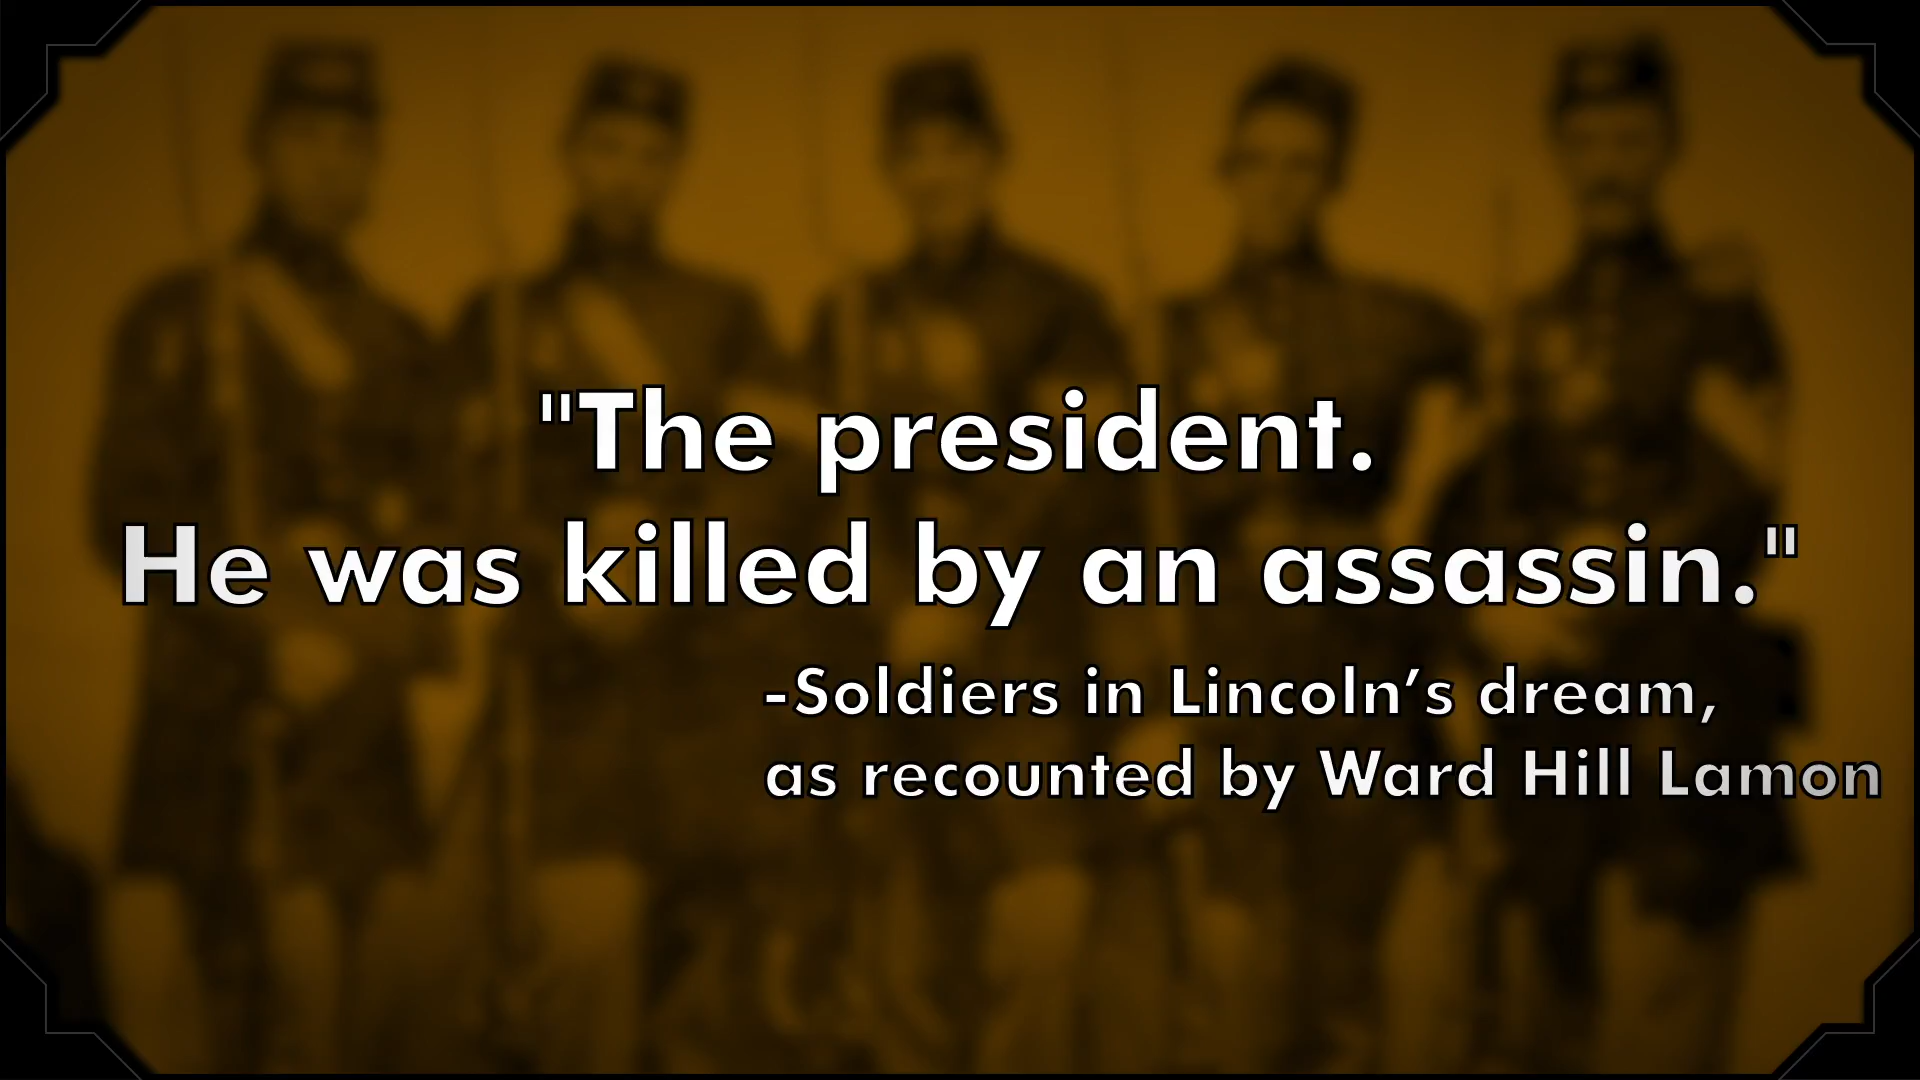 "The president.
He was killed by an assassin."
-Soldiers in Lincoln’s dream,
as recounted by Ward Hill Lamon